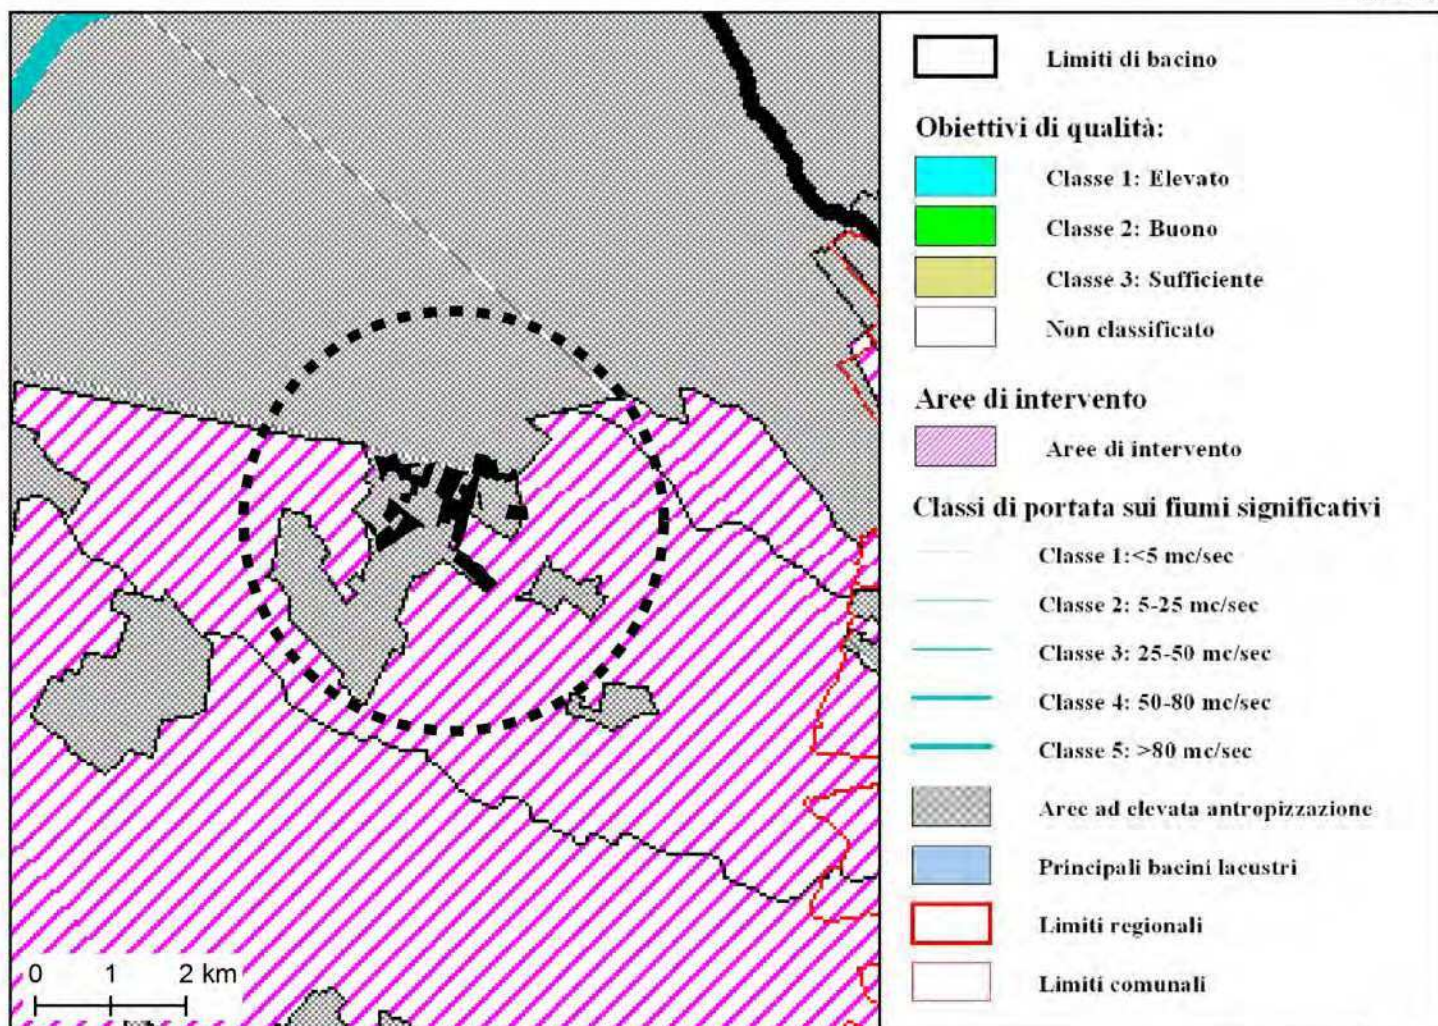 Limiti di bacino
Obiettivi di qualità:
Classe 1: Elevato
Classe 2: Buono
Classe 3: Sufficiente
Non classificato
Aree di intervento
Aree di intervento
Classi di portata sui fiumi significativi
Classe 1:<5 mc/sec
Classe 2: 5-25 mc/sec
Classe 3: 25-50 mc/sec
Classe 4: 50-80 mc/sec
Classe 5: >80 mc/sec
Aree ad elevata antropizzazione
Principali bacini lacustri
Limiti regionali
Limiti comunali
0 1 2 km